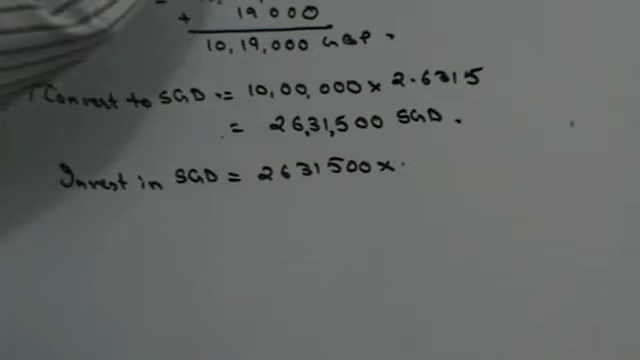 + 19000
10,19,000 GBP.
Convert to SGD = 10,00,000 x 2.6315
= 26,31,500 SGD.
Invest in SGD = 2631500 x